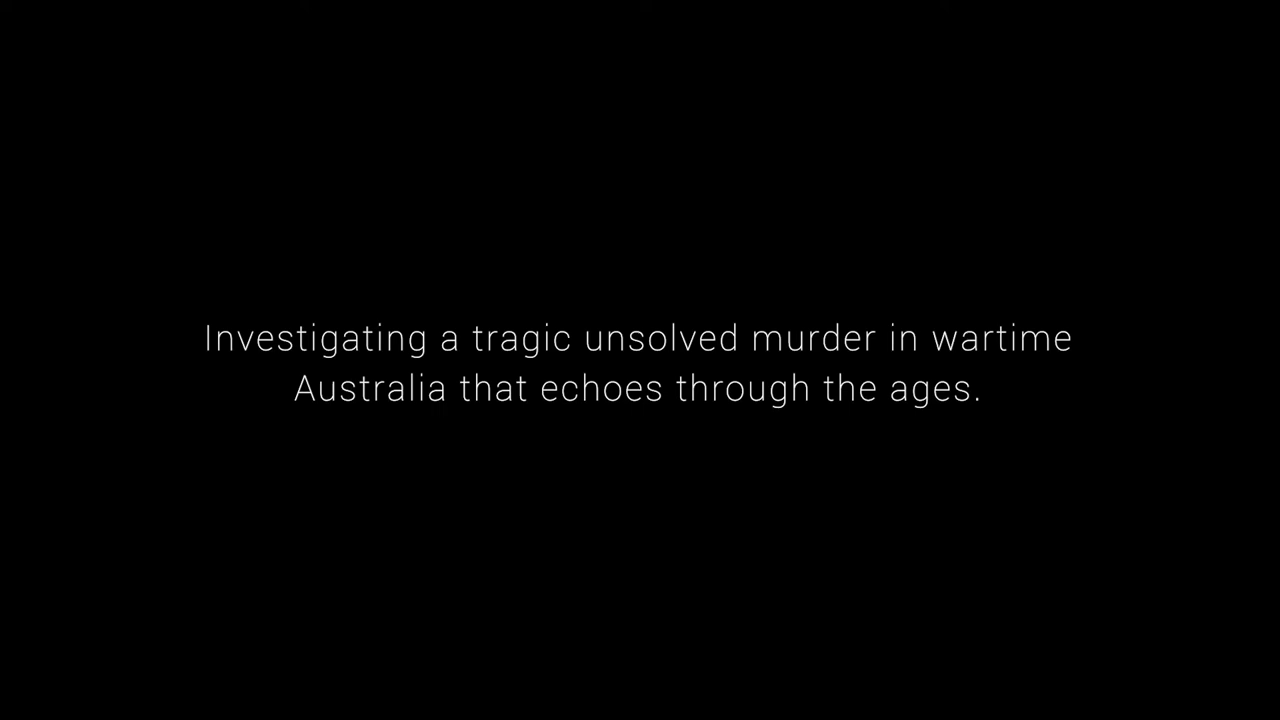 Investigating a tragic unsolved murder in wartime
Australia that echoes through the ages.